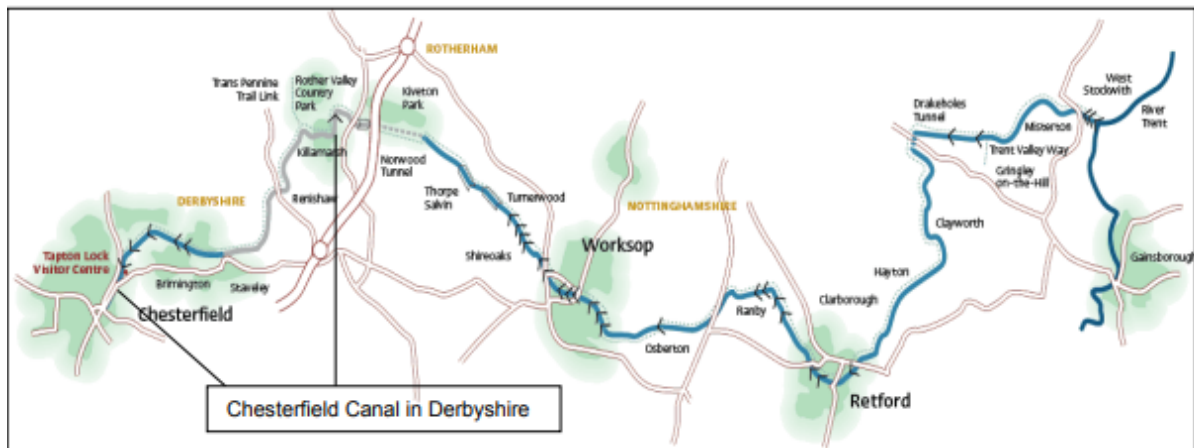 ROTHERHAM
Trans Pennine
Trail Link
Rother Valley
Country
Park
Kiveton
Park
West
Stockwith
River
Trent
Drakeholes
Tunnel
Misterton
Trent Valley Way
Gringley
on-the-Hill
Killamarsh
Norwood
Tunnel
DERBYSHIRE
Renishaw
Thorpe
Salvin
Turnerwood
NOTTINGHAMSHIRE
Clayworth
Worksop
Shireoaks
Tapton Lock
Visitor Centre
Brimington
Staveley
Hayton
Gainsborough
Chesterfield
Clarborough
Ranby
Osberton
Retford
Chesterfield Canal in Derbyshire